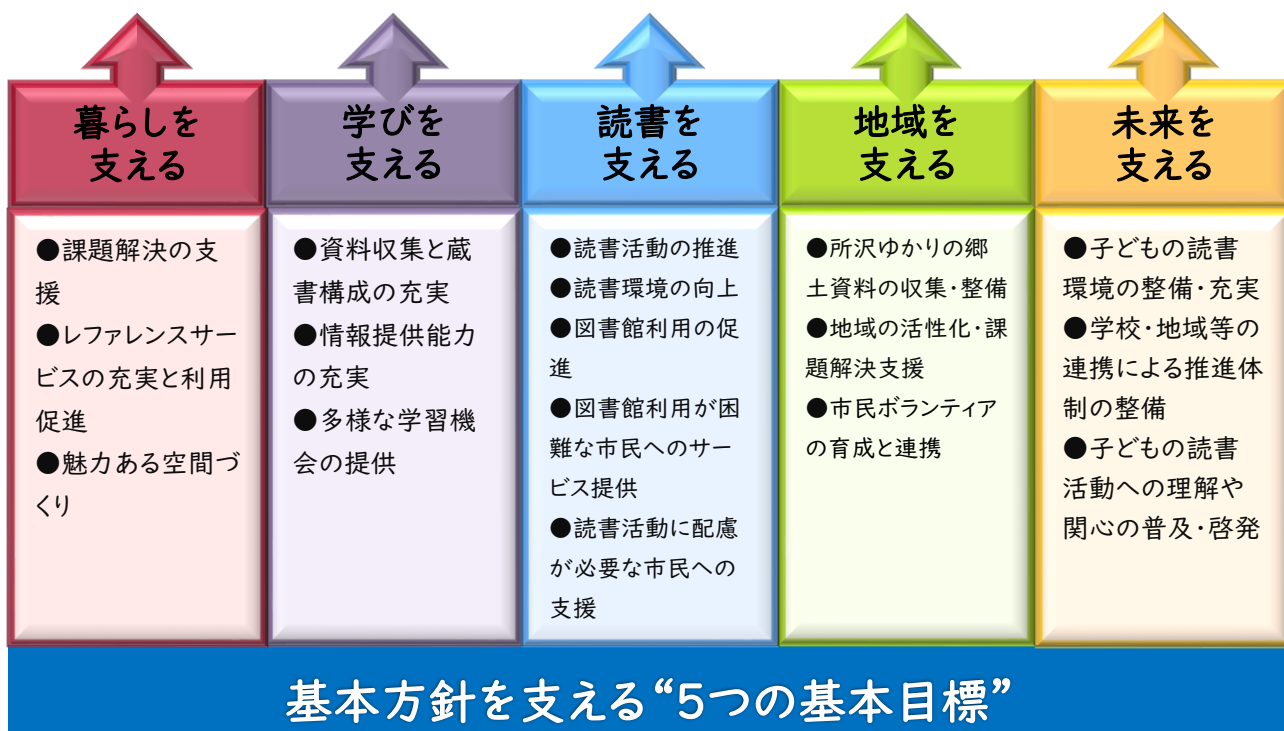 暮らしを
支える
●課題解決の支
援
●レファレンスサー
ビスの充実と利用
促進
●魅力ある空間づ
くり
学びを
支える
●資料収集と蔵
書構成の充実
●情報提供能力
の充実
●多様な学習機
会の提供
読書を
支える
●読書活動の推進
●読書環境の向上
●図書館利用の促
進
●図書館利用が困
難な市民へのサー
ビス提供
●読書活動に配慮
が必要な市民への
支援
地域を
支える
●所沢ゆかりの郷
土資料の収集・整備
●地域の活性化・課
題解決支援
●市民ボランティア
の育成と連携
未来を
支える
●子どもの読書
環境の整備・充実
●学校・地域等の
連携による推進体
制の整備
●子どもの読書
活動への理解や
関心の普及・啓発
基本方針を支える“5つの基本目標”